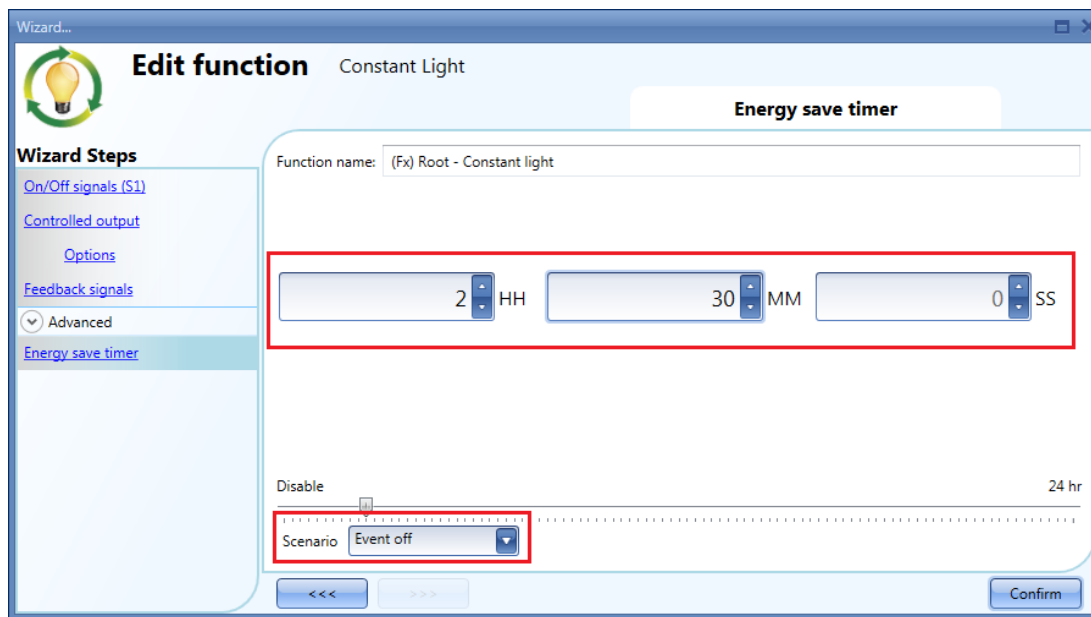 Wizard...
Edit function Constant Light
Energy save timer
Wizard Steps
On/Off signals (S1)
Controlled output
Options
Feedback signals
Advanced
Energy save timer
Function name: (Fx) Root - Constant light
2 HH 30 MM 0 SS
Disable 24 hr
Scenario Event off
<<< >>> Confirm